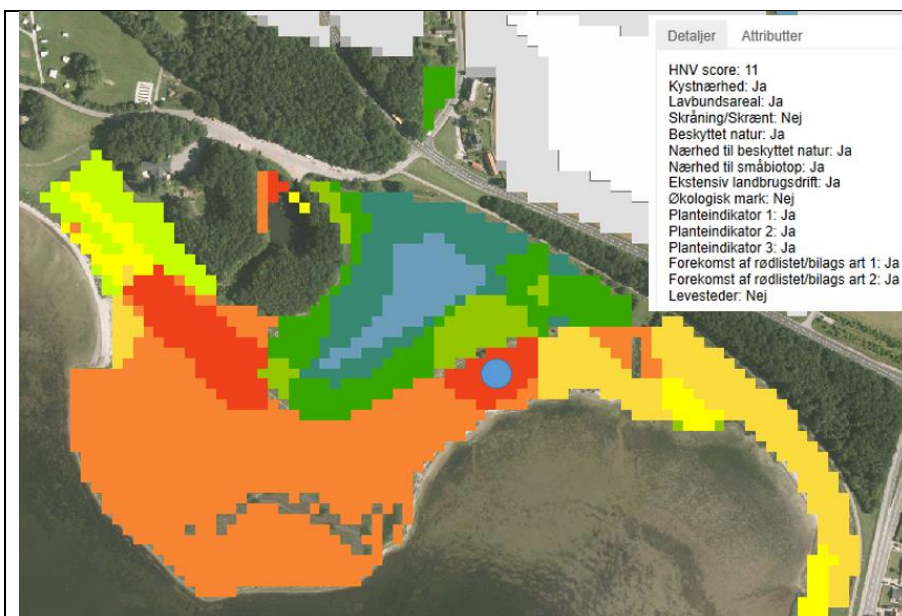 Detaljer Attributter
HNV score: 11
Kystnærhed: Ja
Lavbundsareal: Ja
Skråning/Skrænt: Nej
Beskyttet natur: Ja
Nærhed til beskyttet natur: Ja
Nærhed til småbiotop: Ja
Ekstensiv landbrugsdrift: Ja
Økologisk mark: Nej
Planteindikator 1: Ja
Planteindikator 2: Ja
Planteindikator 3: Ja
Forekomst af rødlistet/bilags art 1: Ja
Forekomst af rødlistet/bilags art 2: Ja
Levesteder: Nej